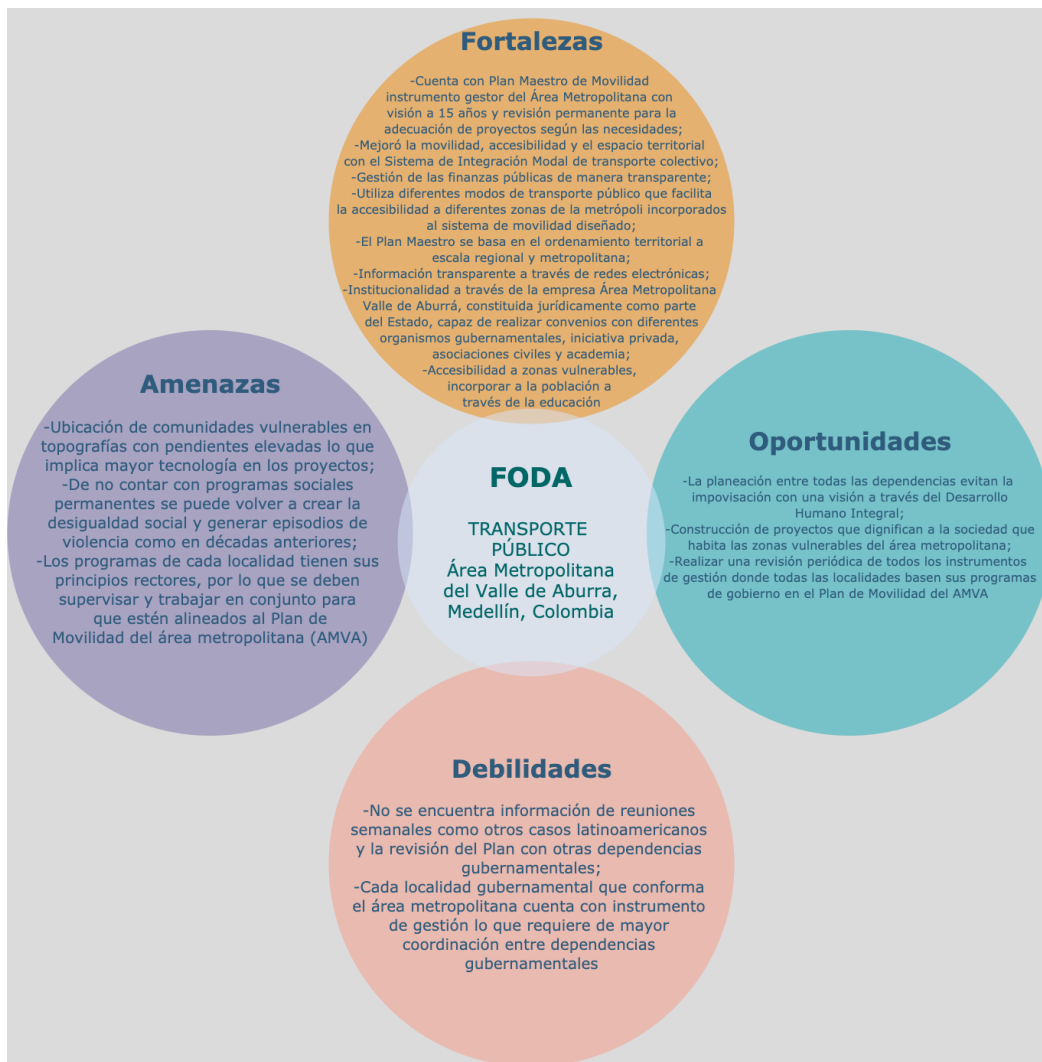 Fortalezas
-Cuenta con Plan Maestro de Movilidad
instrumento gestor del Área Metropolitana con
visión a 15 años y revisión permanente para la
adecuación de proyectos según las necesidades;
-Mejoró la movilidad, accesibilidad y el espacio territorial
con el Sistema de Integración Modal de transporte colectivo;
-Gestión de las finanzas públicas de manera transparente;
-Utiliza diferentes modos de transporte público que facilita
la accesibilidad a diferentes zonas de la metrópoli incorporados
al sistema de movilidad diseñado;
-El Plan Maestro se basa en el ordenamiento territorial a
escala regional y metropolitana;
-Información transparente a través de redes electrónicas;
-Institucionalidad a través de la empresa Área Metropolitana
Valle de Aburrá, constituida jurídicamente como parte
del Estado, capaz de realizar convenios con diferentes
organismos gubernamentales, iniciativa privada,
asociaciones civiles y academia;
-Accesibilidad a zonas vulnerables,
incorporar a la población a
través de la educación
Amenazas
-Ubicación de comunidades vulnerables en
topografías con pendientes elevadas lo que
implica mayor tecnología en los proyectos;
-De no contar con programas sociales
permanentes se puede volver a crear la
desigualdad social y generar episodios de
violencia como en décadas anteriores;
-Los programas de cada localidad tienen sus
principios rectores, por lo que se deben
supervisar y trabajar en conjunto para
que estén alineados al Plan de
Movilidad del área metropolitana (AMVA)
FODA
TRANSPORTE
PÚBLICO
Área Metropolitana
del Valle de Aburra,
Medellín, Colombia
Oportunidades
-La planeación entre todas las dependencias evitan la
impovisación con una visión a través del Desarrollo
Humano Integral;
-Construcción de proyectos que dignifican a la sociedad que
habita las zonas vulnerables del área metropolitana;
-Realizar una revisión periódica de todos los instrumentos
de gestión donde todas las localidades basen sus programas
de gobierno en el Plan de Movilidad del AMVA
Debilidades
-No se encuentra información de reuniones
semanales como otros casos latinoamericanos
y la revisión del Plan con otras dependencias
gubernamentales;
-Cada localidad gubernamental que conforma
el área metropolitana cuenta con instrumento
de gestión lo que requiere de mayor
coordinación entre dependencias
gubernamentales